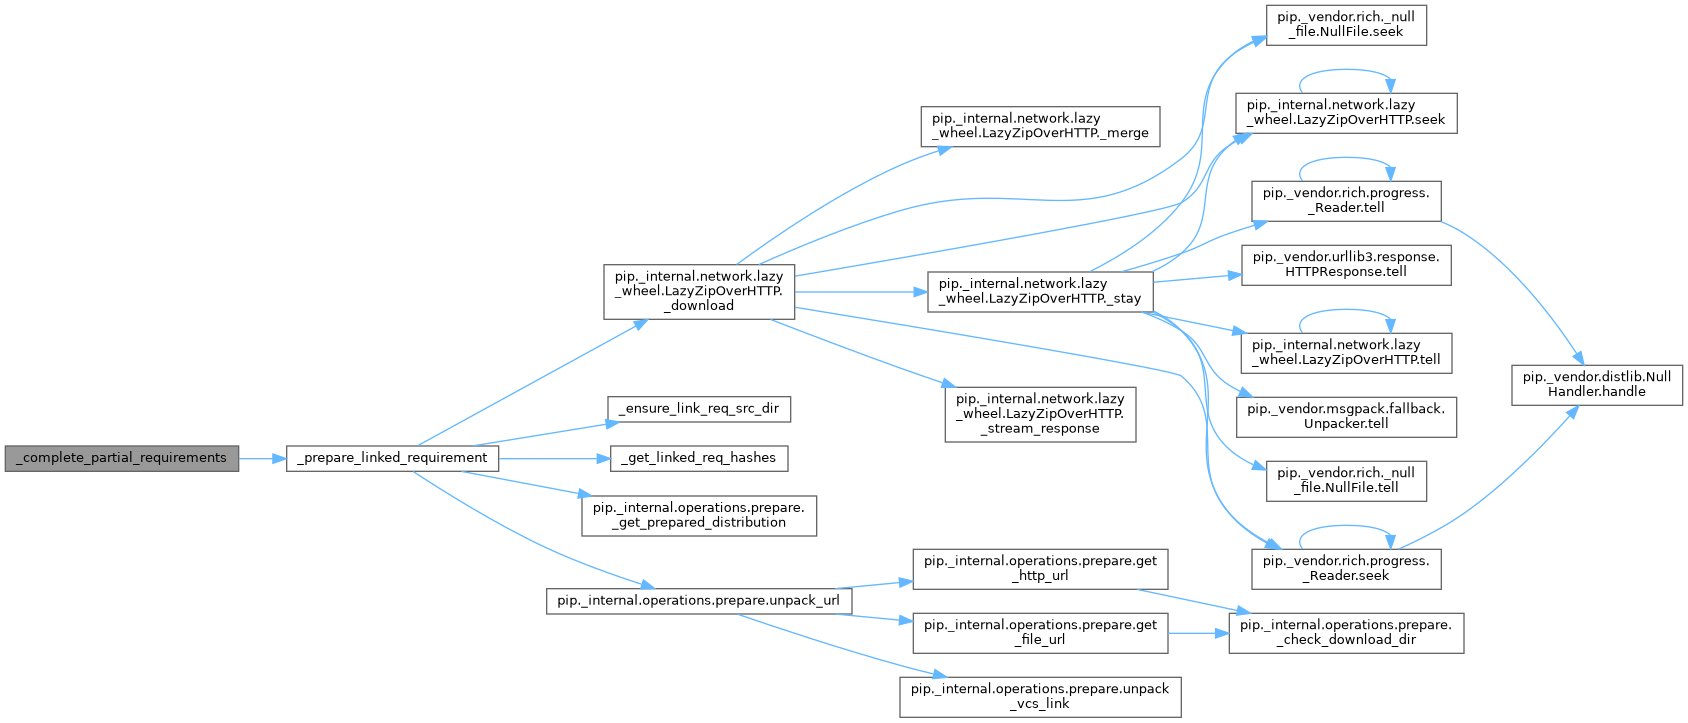 _complete_partial_requirements
_prepare_linked_requirement
pip._internal.network.lazy
_wheel.LazyZipOverHTTP.
_download
_ensure_link_req_src_dir
_get_linked_req_hashes
pip._internal.operations.prepare.
_get_prepared_distribution
pip._internal.operations.prepare.unpack_url
pip._internal.network.lazy
_wheel.LazyZipOverHTTP._merge
pip._internal.network.lazy
_wheel.LazyZipOverHTTP._stay
pip._internal.network.lazy
_wheel.LazyZipOverHTTP.
_stream_response
pip._internal.operations.prepare.get
_http_url
pip._internal.operations.prepare.get
_file_url
pip._internal.operations.prepare.unpack
_vcs_link
pip._vendor.rich._null
_file.NullFile.seek
pip._internal.network.lazy
_wheel.LazyZipOverHTTP.seek
pip._vendor.rich.progress.
_Reader.tell
pip._vendor.urllib3.response.
HTTPResponse.tell
pip._internal.network.lazy
_wheel.LazyZipOverHTTP.tell
pip._vendor.msgpack.fallback.
Unpacker.tell
pip._vendor.rich._null
_file.NullFile.tell
pip._vendor.rich.progress.
_Reader.seek
pip._internal.operations.prepare.
_check_download_dir
pip._vendor.distlib.Null
Handler.handle